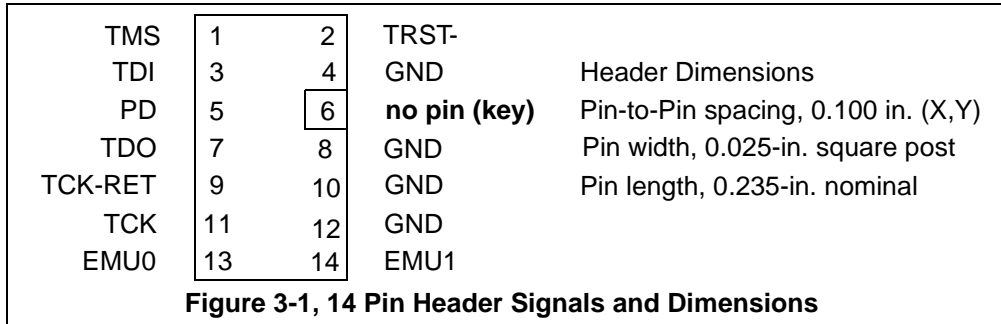 TMS 1 2 TRST-
TDI 3 4 GND Header Dimensions
PD 5 6 no pin (key) Pin-to-Pin spacing, 0.100 in. (X,Y)
TDO 7 8 GND Pin width, 0.025-in. square post
TCK-RET 9 10 GND Pin length, 0.235-in. nominal
TCK 11 12 GND
EMU0 13 14 EMU1
Figure 3-1, 14 Pin Header Signals and Dimensions